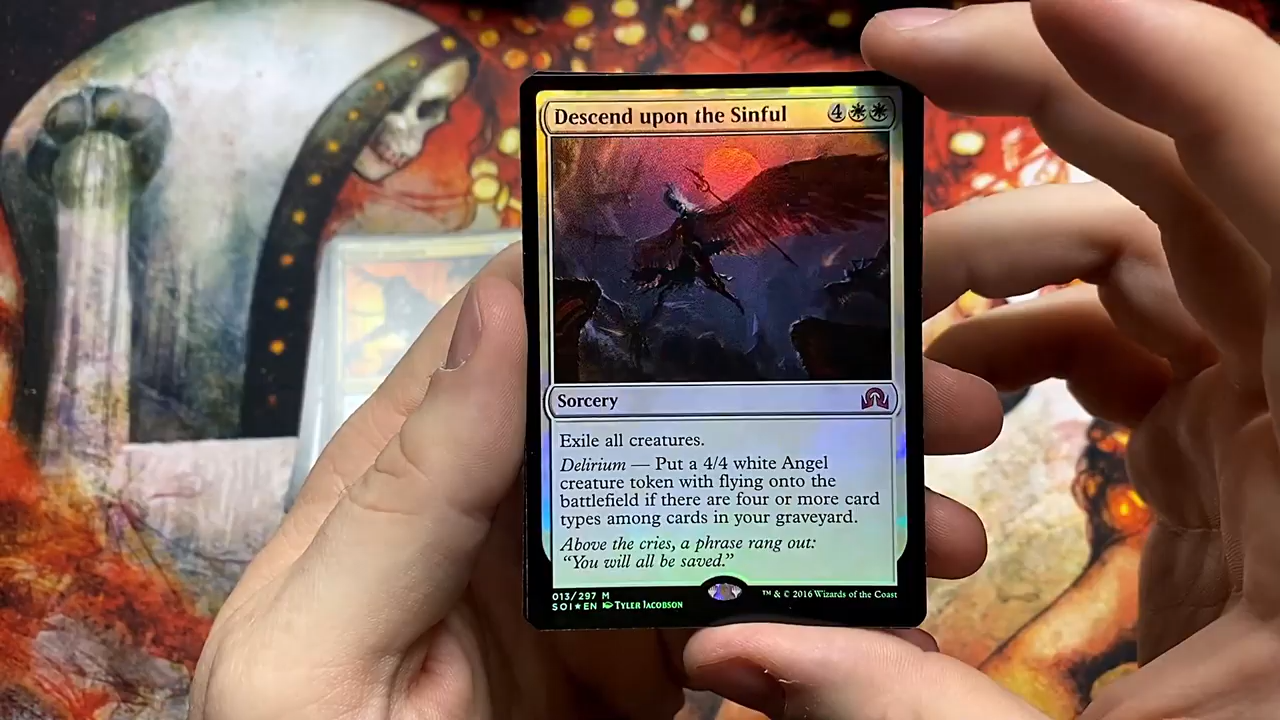 Descend upon the Sinful 4
Sorcery
Exile all creatures.
Delirium — Put a 4/4 white Angel
creature token with flying onto the
battlefield if there are four or more card
types among cards in your graveyard.
Above the cries, a phrase rang out:
“You will all be saved.”
013/297 M
SOI★EN Tyler Jacobson
™ & © 2016 Wizards of the Coast